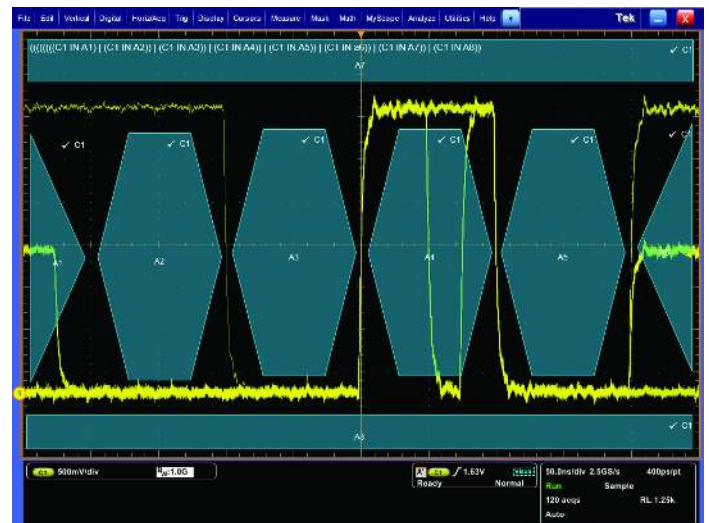 File Edit Vertical Digital Horiz/Acq Trig Display Cursors Measure Mask Math MyScope Analyze Utilities Help Tek X
((((((((C1 IN A1) | (C1 IN A2)) | (C1 IN A3)) | (C1 IN A4)) | (C1 IN A5)) | (C1 IN a6)) | (C1 IN A7)) | (C1 IN A8))
✓ C1
A7
✓ C1
✓ C1
✓ C1
✓ C1
✓ C1
✓ C1
A1
A2
A3
A4
A5
1
✓ C1
A8
C1 500mV/div BW:1.0G
A' C1 / 1.63V
Ready Normal
50.0ns/div 2.5GS/s 400ps/pt
Run Sample
120 acqs RL:1.25k
Auto